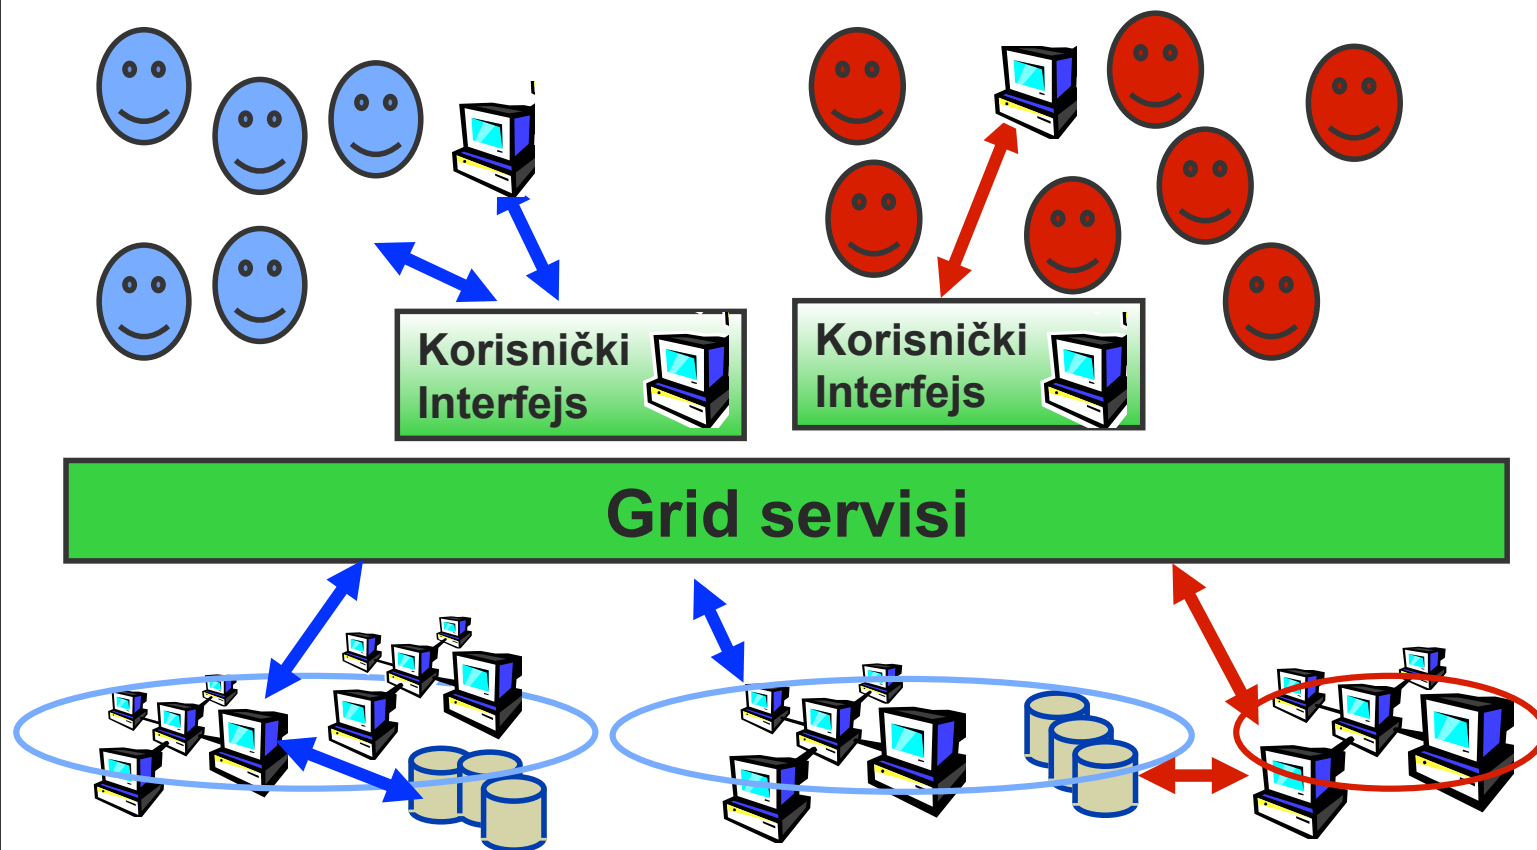 Korisnički
Interfejs
Korisnički
Interfejs
Grid servisi